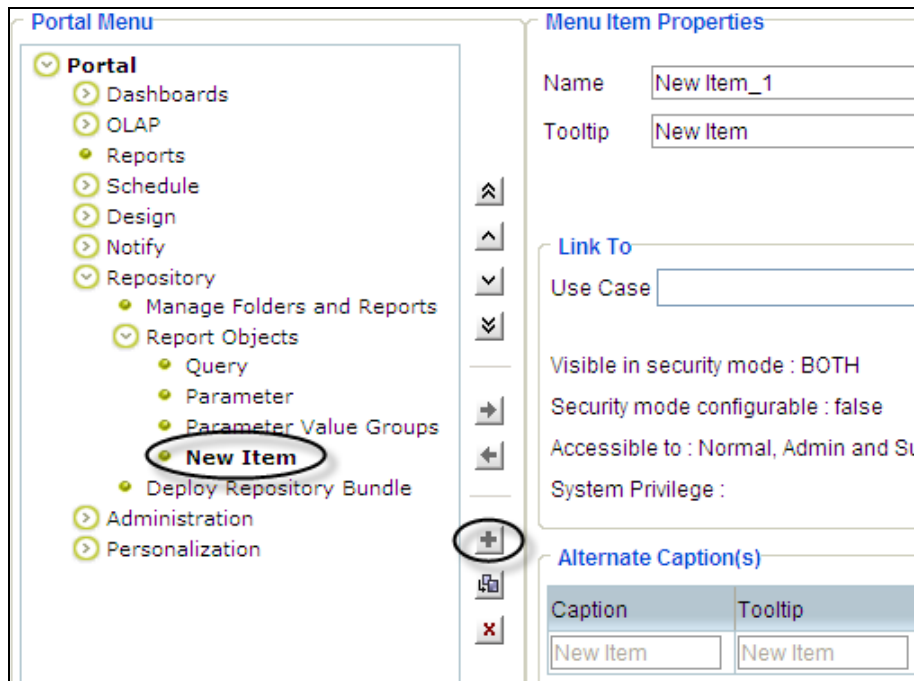 Portal Menu
Portal
Dashboards
OLAP
Reports
Schedule
Design
Notify
Repository
Manage Folders and Reports
Report Objects
Query
Parameter
Parameter Value Groups
New Item
Deploy Repository Bundle
Administration
Personalization
Menu Item Properties
Name New Item_1
Tooltip New Item
Link To
Use Case
Visible in security mode : BOTH
Security mode configurable : false
Accessible to : Normal, Admin and Su
System Privilege :
Alternate Caption(s)
Caption Tooltip
New Item New Item